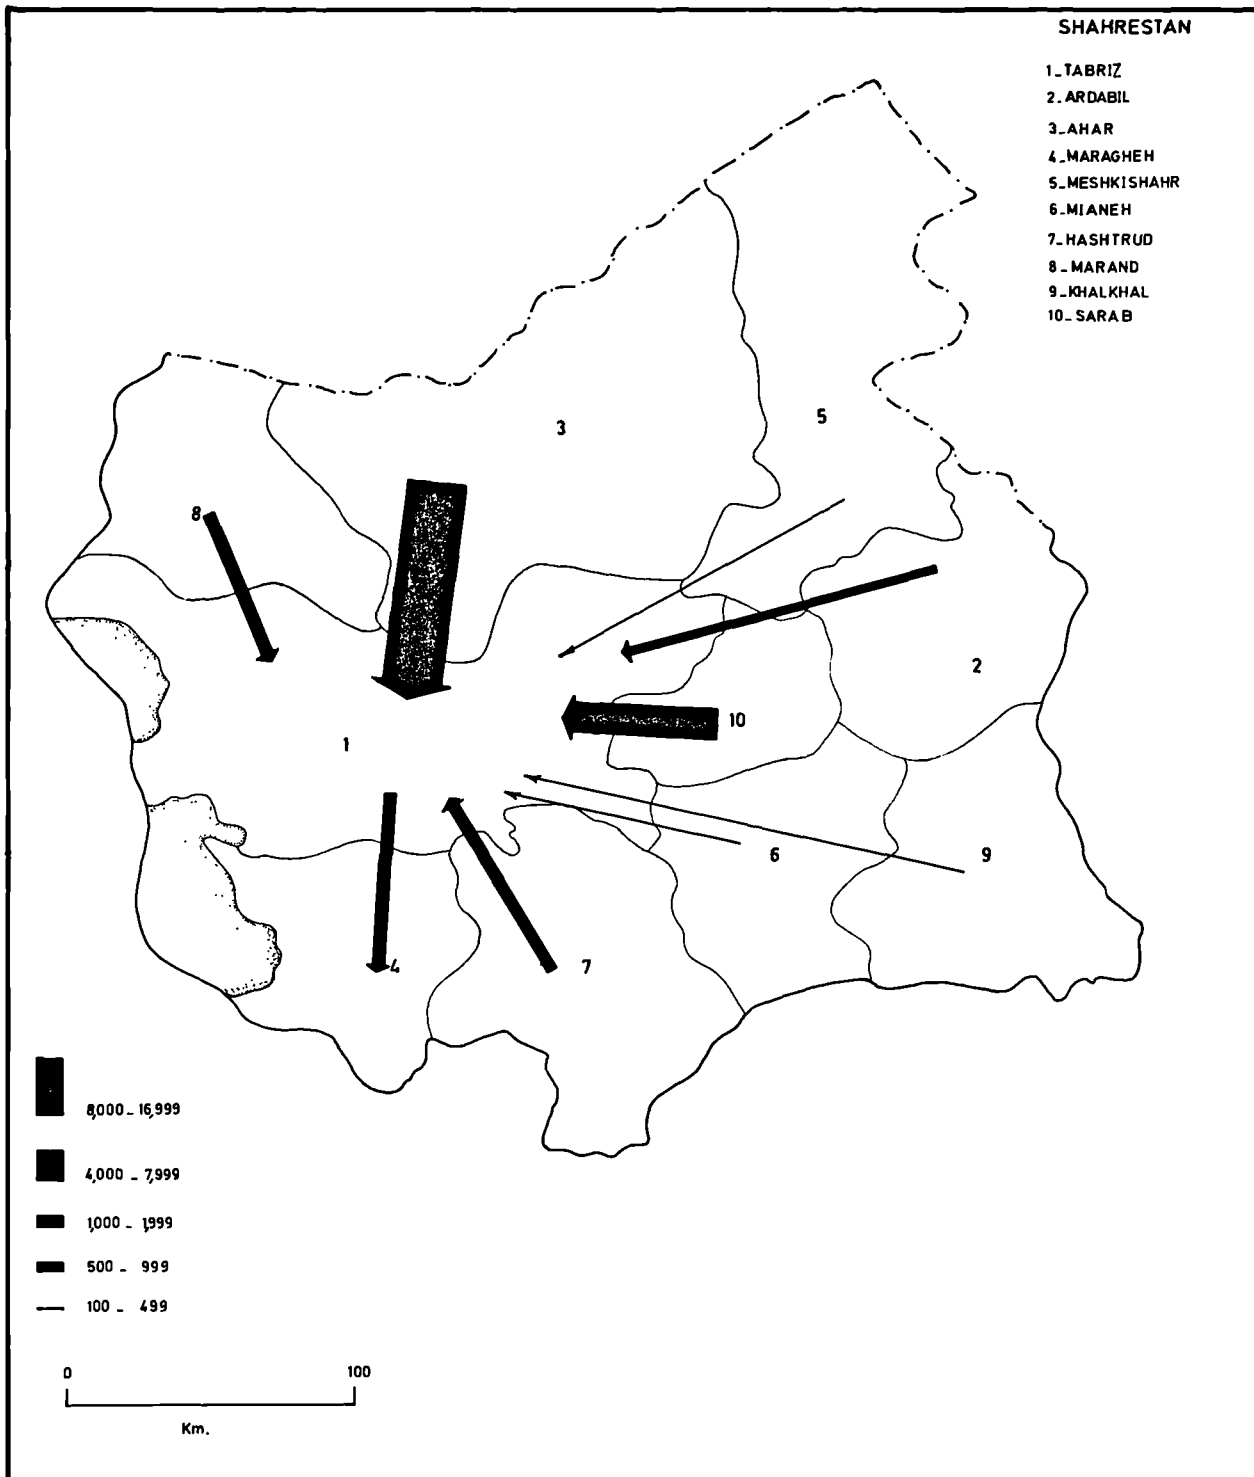 SHAHRESTAN
1_TABRIZ
2_ARDABIL
3_AHAR
4_MARAGHEH
5_MESHKISHAHR
6_MIANEH
7_HASHTRUD
8_MARAND
9_KHALKHAL
10_SARAB
3
5
8
2
10
1
6
9
4
7
8,000 _ 16,999
4,000 _ 7,999
1,000 _ 1,999
500 _ 999
100 _ 499
0 100
Km.